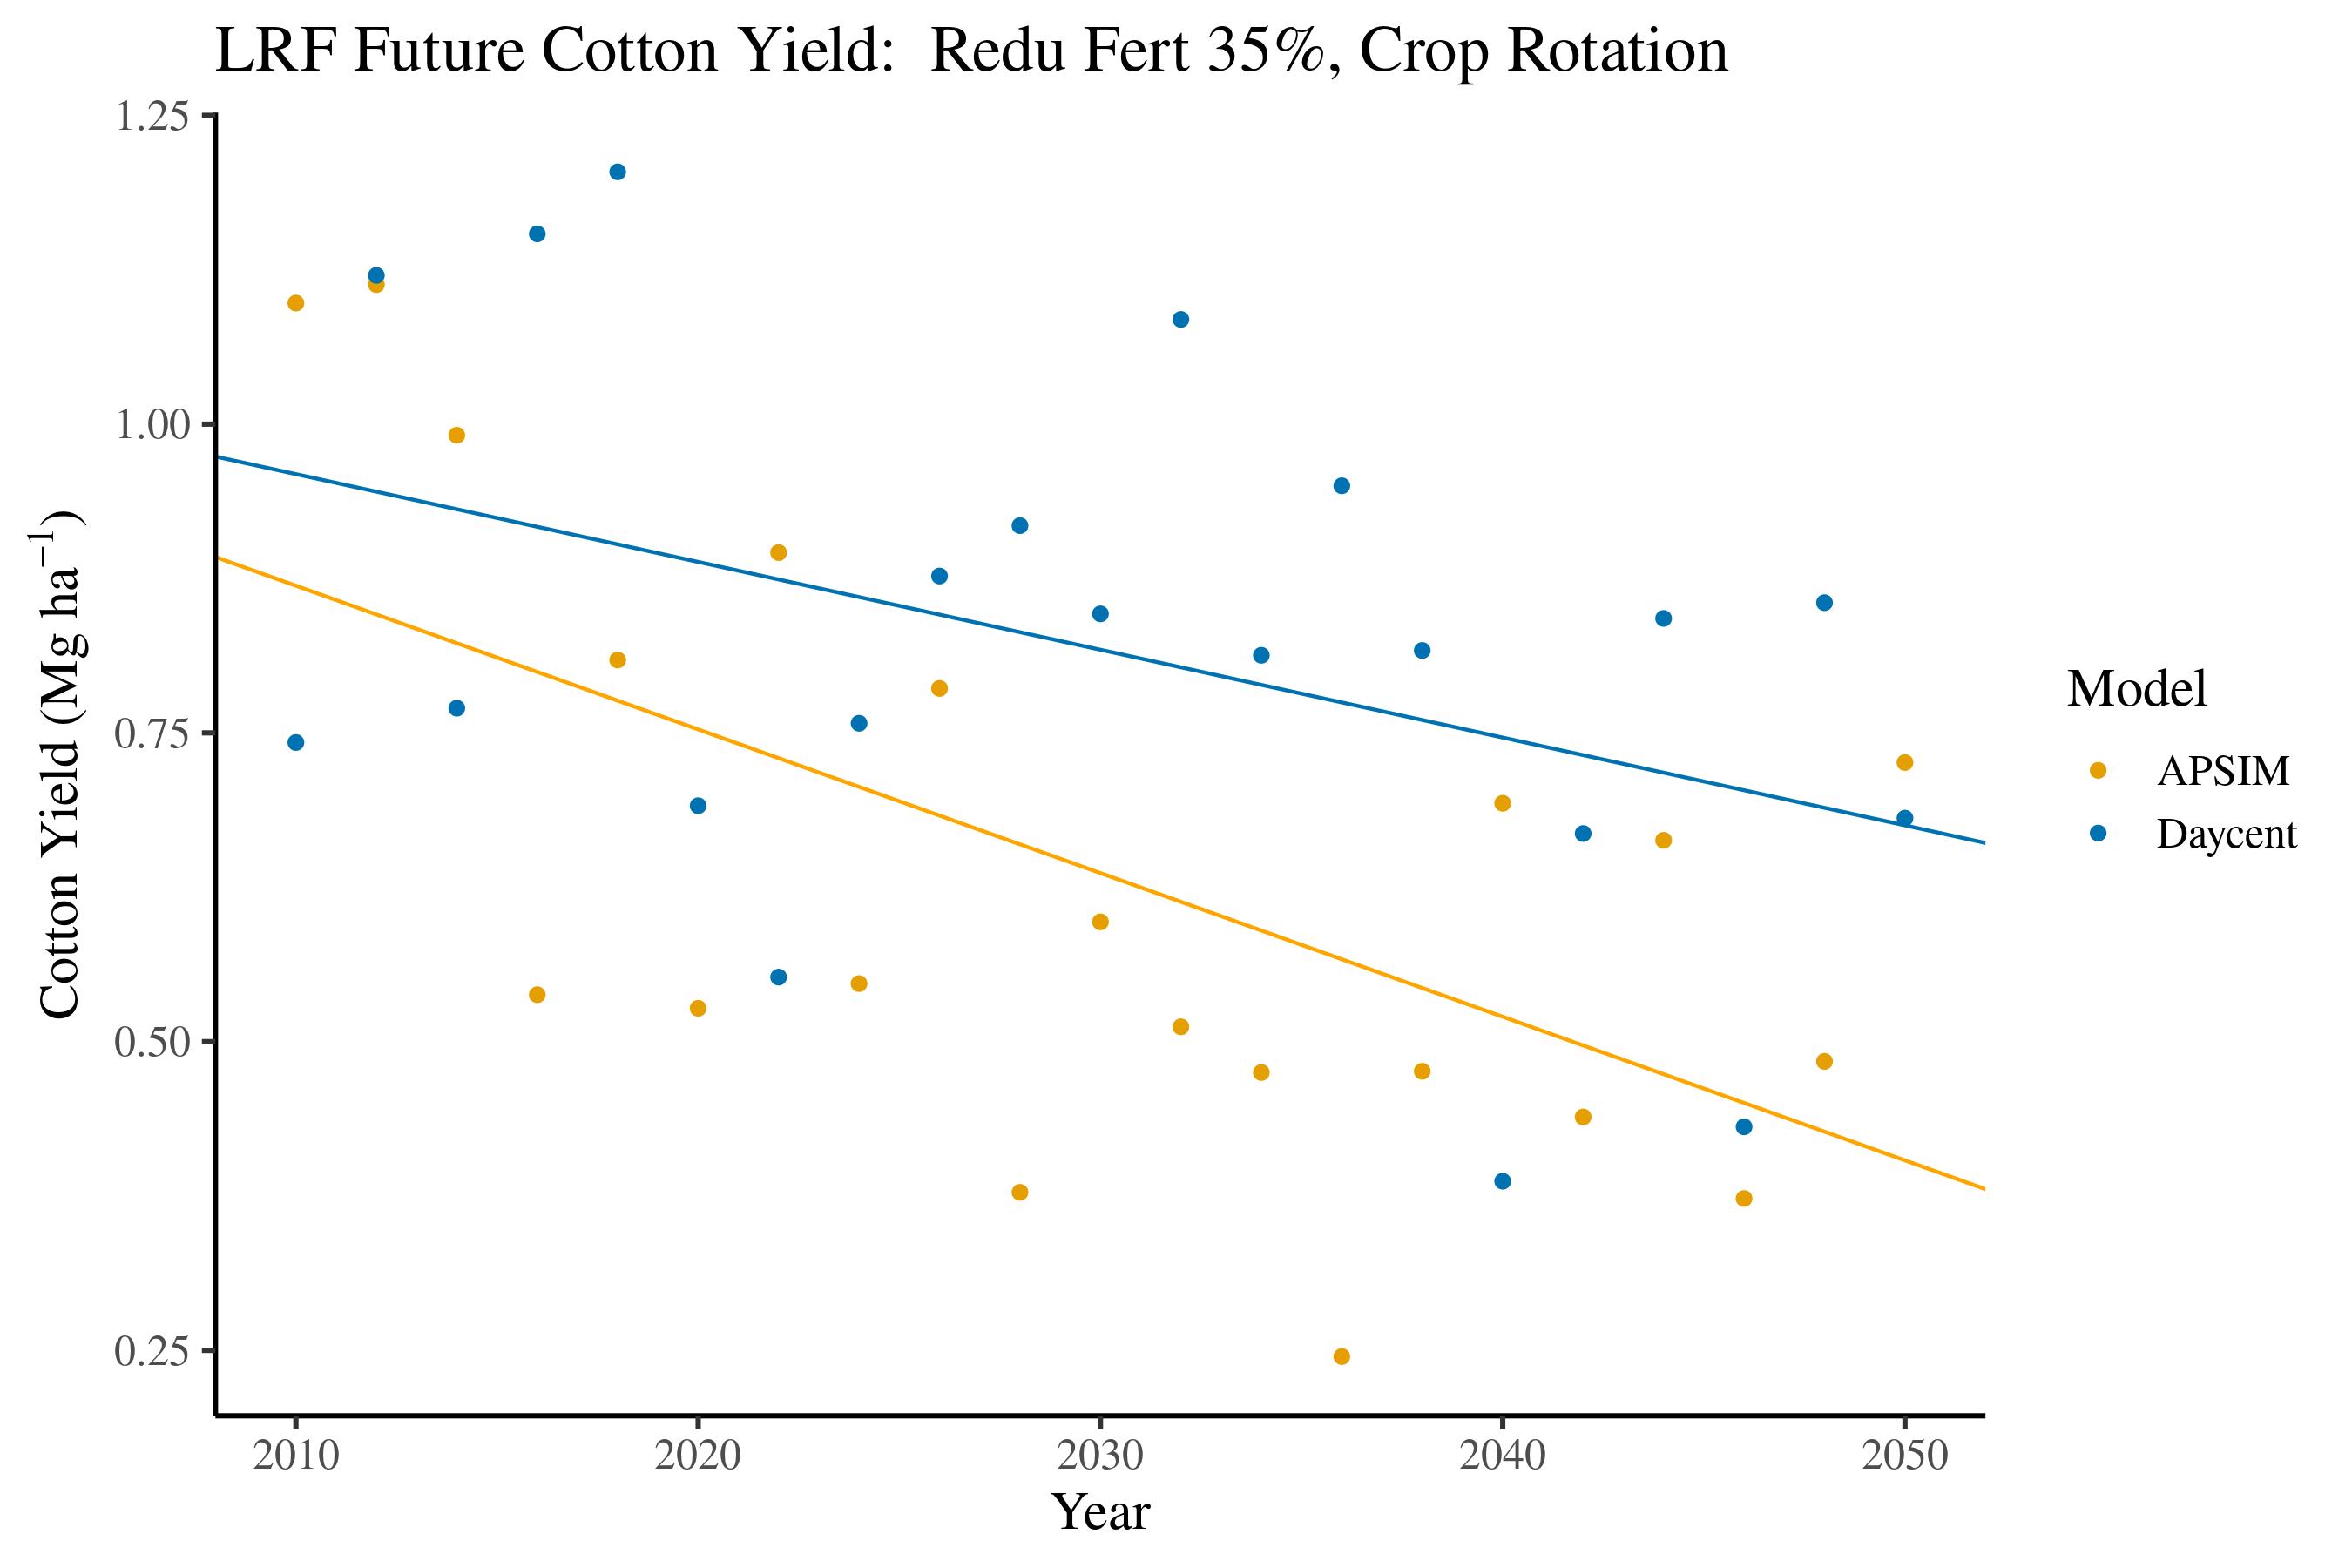 LRF Future Cotton Yield:  Redu Fert 35%, Crop Rotation
Cotton Yield (Mg ha⁻¹)
1.25
1.00
0.75
0.50
0.25
2010 2020 2030 2040 2050
Year
Model
APSIM
Daycent